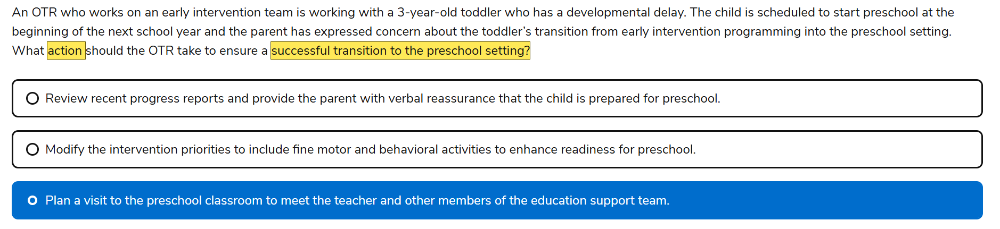 An OTR who works on an early intervention team is working with a 3-year-old toddler who has a developmental delay. The child is scheduled to start preschool at the
beginning of the next school year and the parent has expressed concern about the toddler’s transition from early intervention programming into the preschool setting.
What action should the OTR take to ensure a successful transition to the preschool setting?
Review recent progress reports and provide the parent with verbal reassurance that the child is prepared for preschool.
Modify the intervention priorities to include fine motor and behavioral activities to enhance readiness for preschool.
Plan a visit to the preschool classroom to meet the teacher and other members of the education support team.